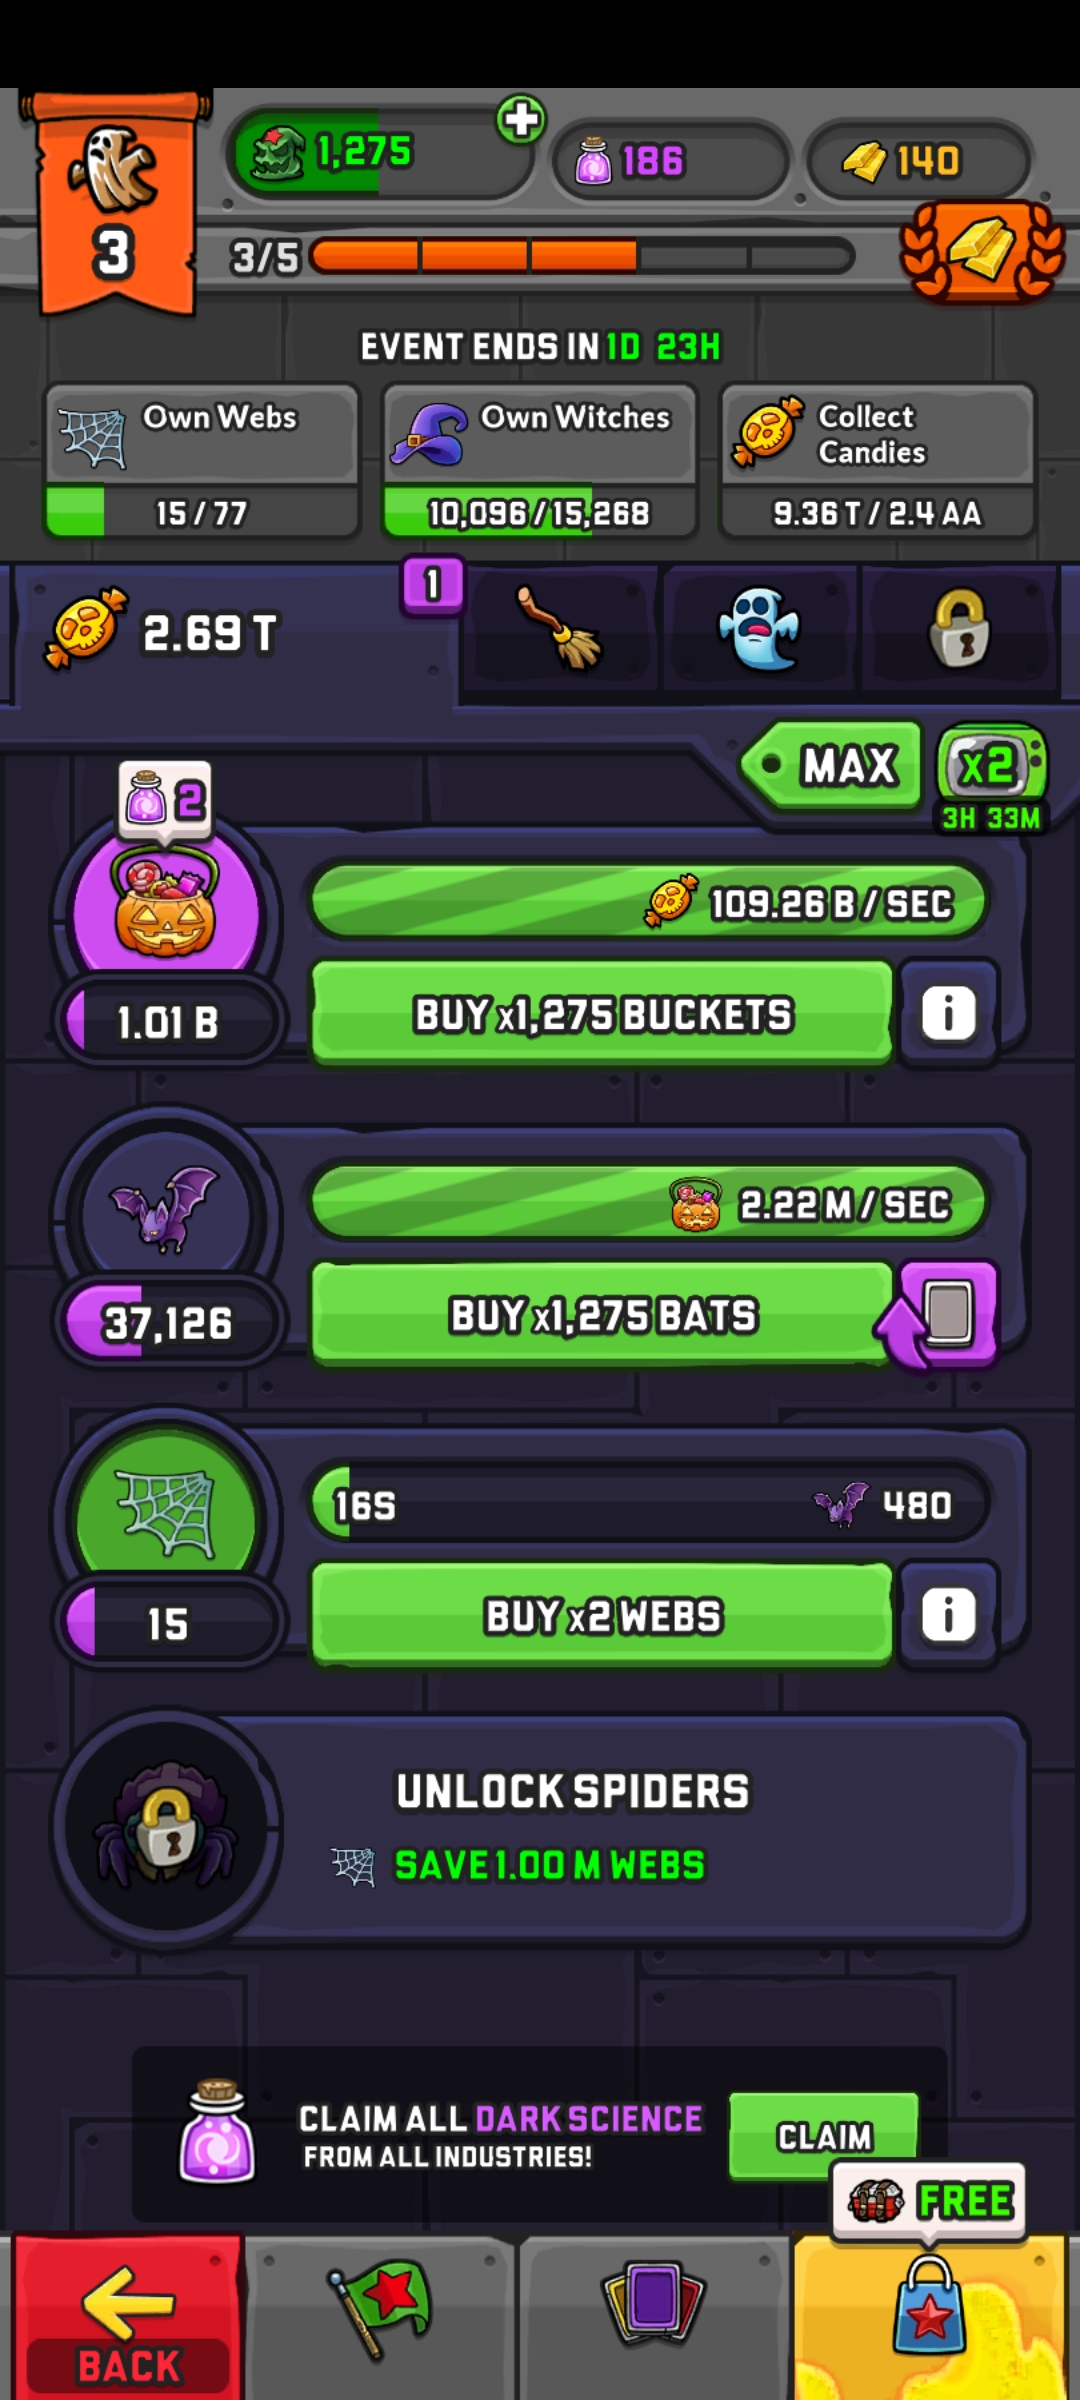 1,275
186
140
3
3/5
EVENT ENDS IN 1D 23H
Own Webs
15/77
Own Witches
10,096/15,268
Collect
Candies
9.36 T / 2.4 AA
2.69 T
1
MAX
x2
3H 33M
2
109.26 B / SEC
1.01 B
BUY x1,275 BUCKETS
i
2.22 M / SEC
37,126
BUY x1,275 BATS
16S
480
15
BUY x2 WEBS
i
UNLOCK SPIDERS
SAVE 1.00 M WEBS
CLAIM ALL DARK SCIENCE
FROM ALL INDUSTRIES!
CLAIM
FREE
BACK